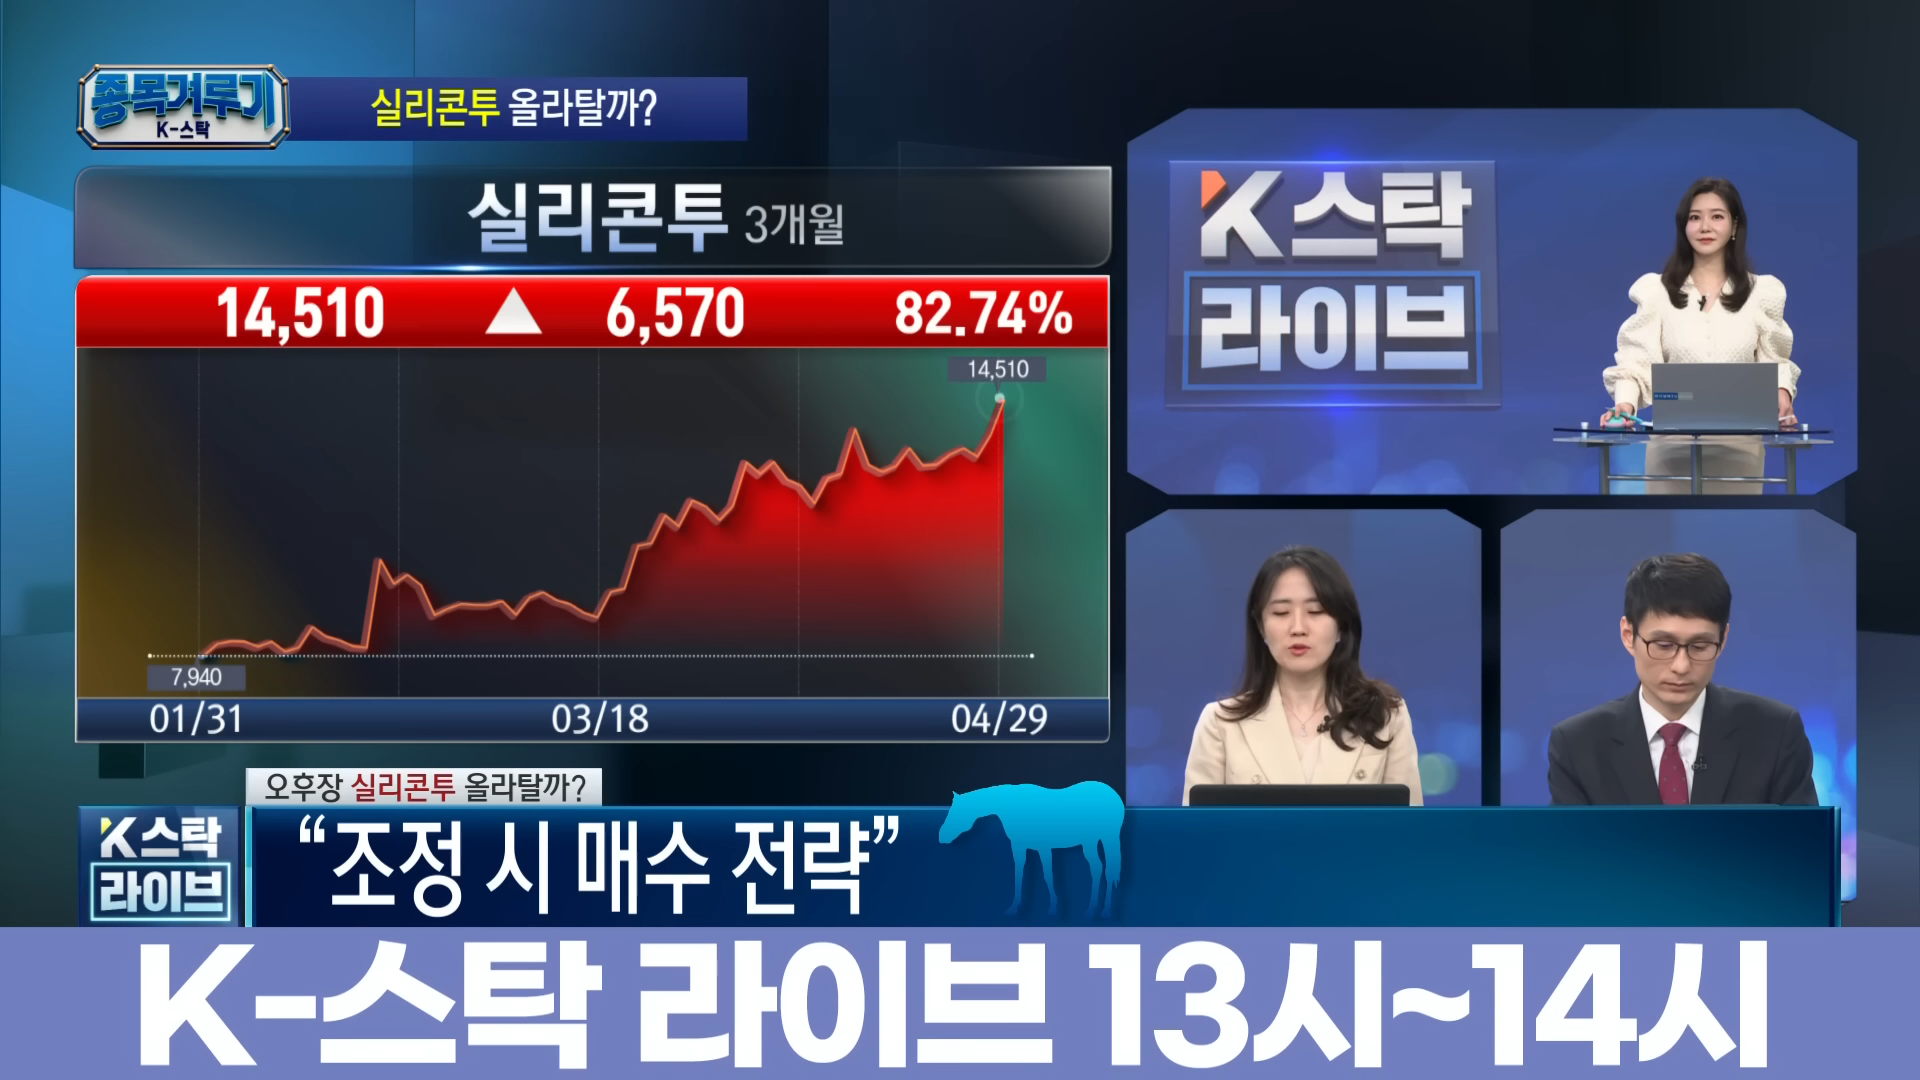 종목겨루기
K-스탁
실리콘투 올라탈까?
실리콘투 3개월
14,510 ▲ 6,570 82.74%
14,510
7,940
01/31 03/18 04/29
K스탁
라이브
오후장 실리콘투 올라탈까?
K스탁
라이브
“조정 시 매수 전략”
K-스탁 라이브 13시~14시